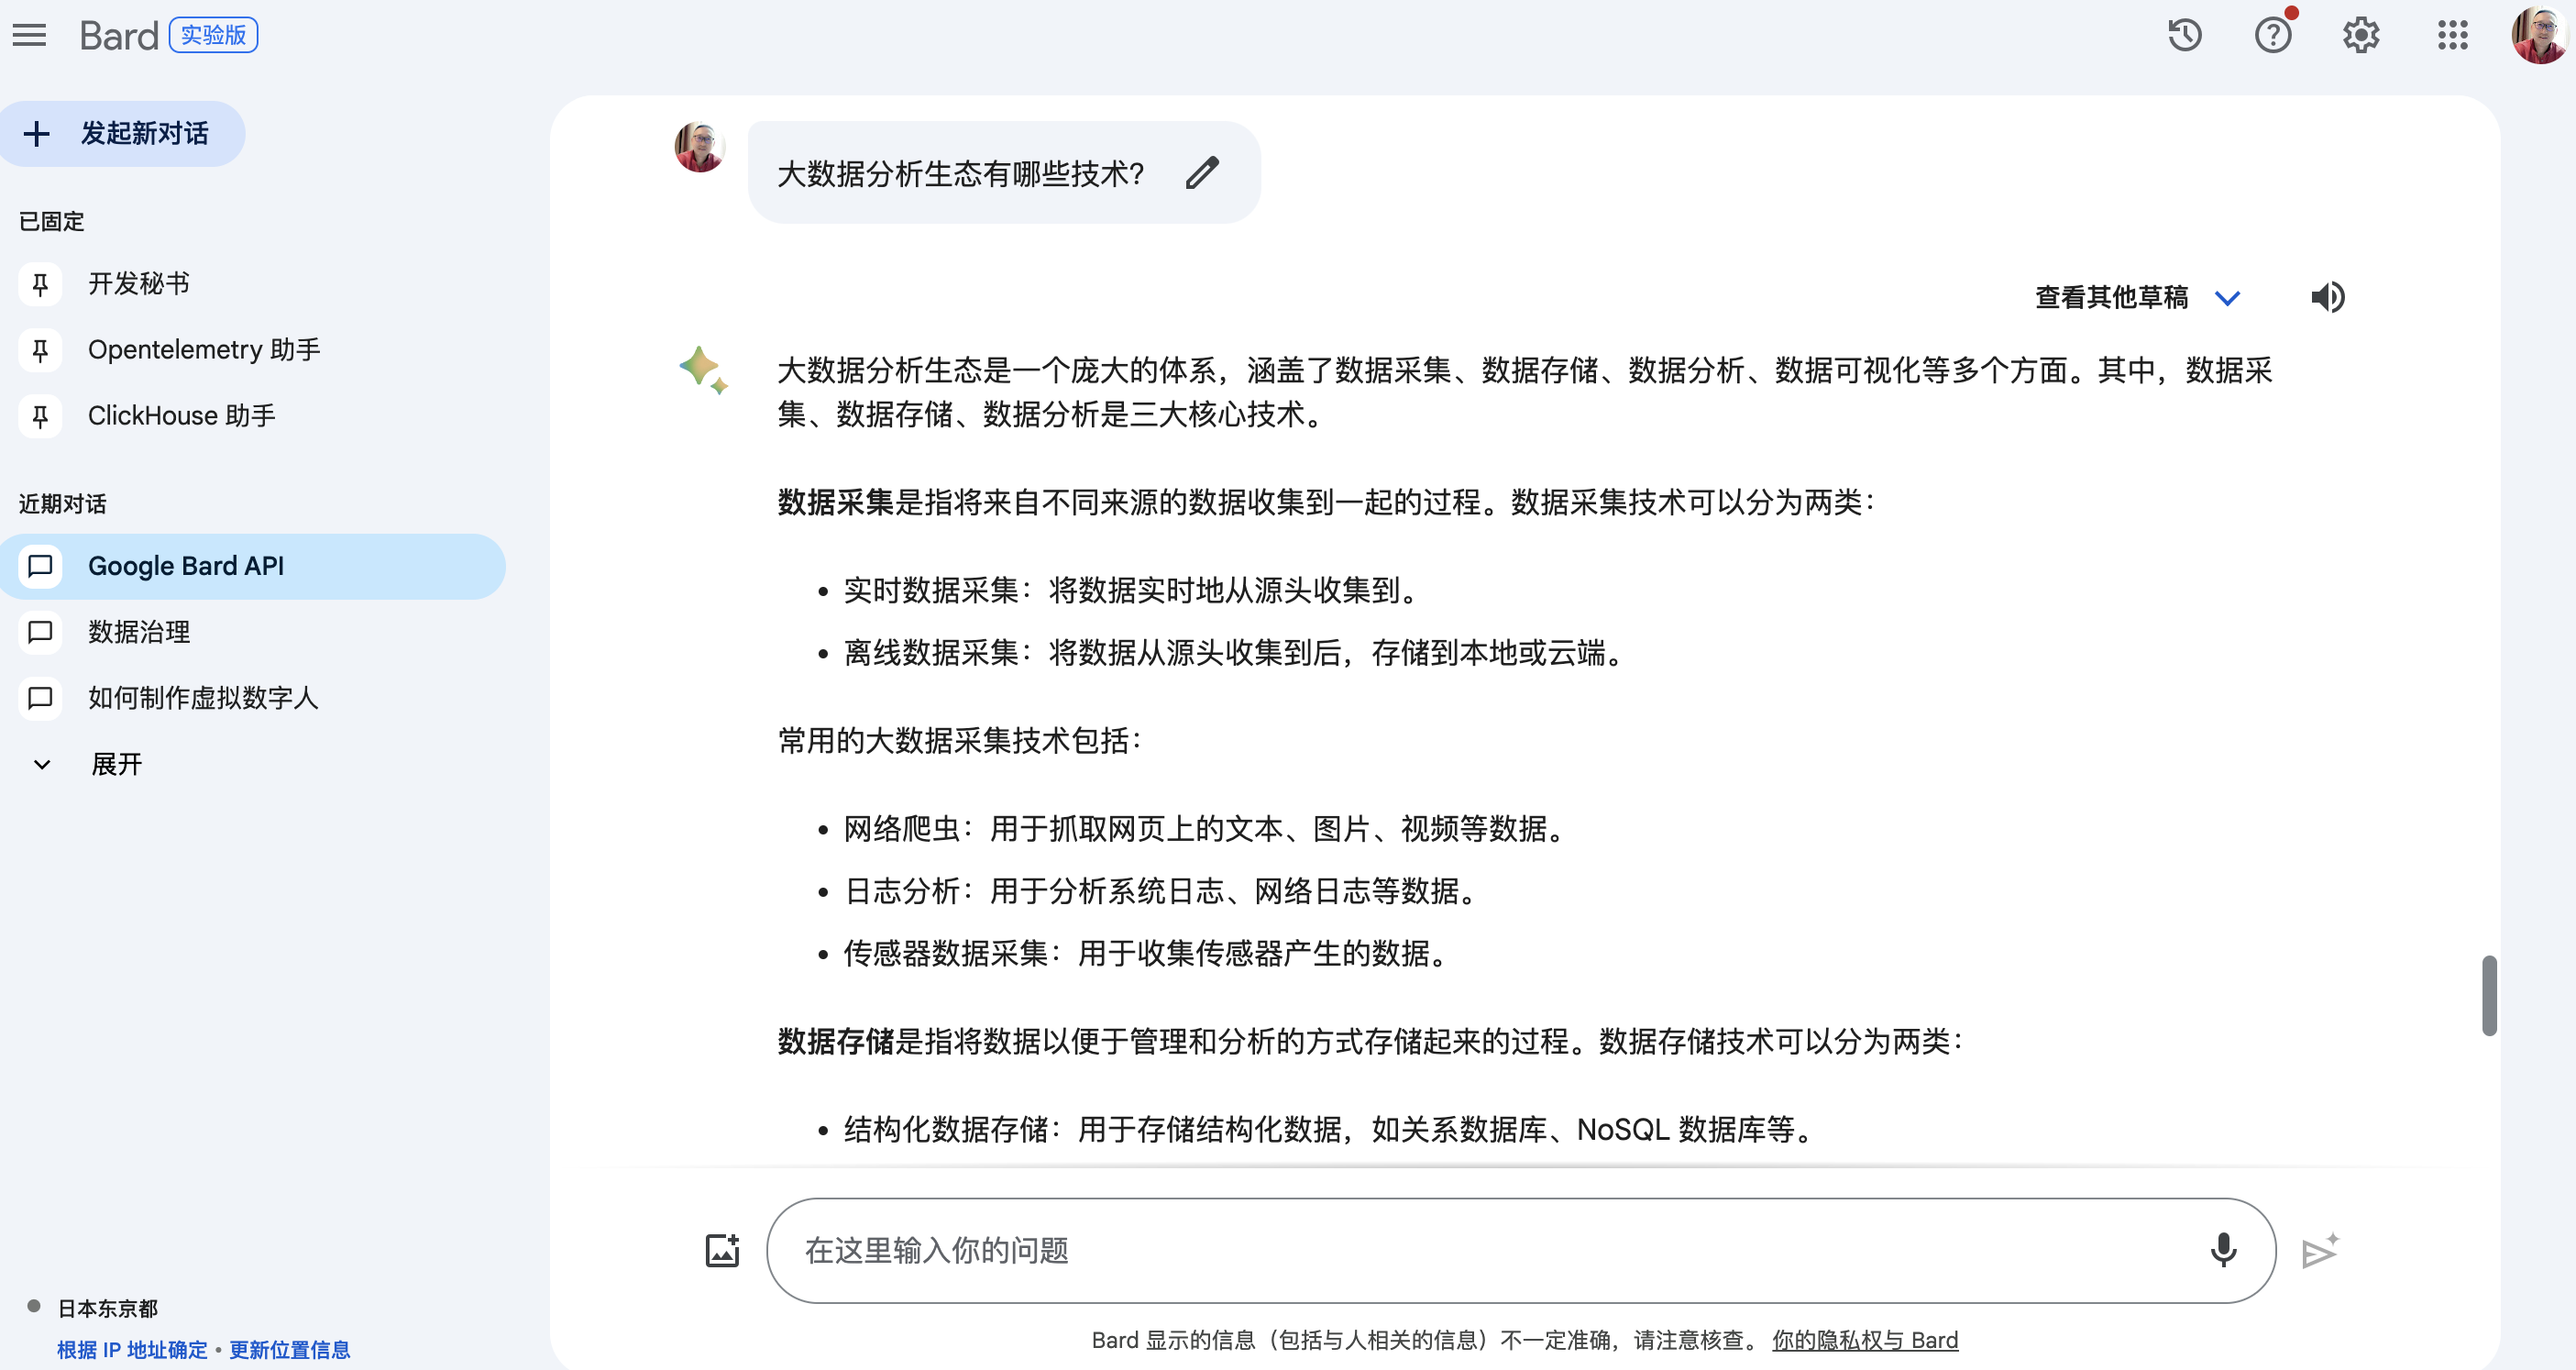 Bard 实验版
发起新对话
已固定
开发秘书
Opentelemetry 助手
ClickHouse 助手
近期对话
Google Bard API
数据治理
如何制作虚拟数字人
展开
日本东京都
根据 IP 地址确定 • 更新位置信息
大数据分析生态有哪些技术?
查看其他草稿
大数据分析生态是一个庞大的体系，涵盖了数据采集、数据存储、数据分析、数据可视化等多个方面。其中，数据采
集、数据存储、数据分析是三大核心技术。
数据采集是指将来自不同来源的数据收集到一起的过程。数据采集技术可以分为两类：
• 实时数据采集：将数据实时地从源头收集到。
• 离线数据采集：将数据从源头收集到后，存储到本地或云端。
常用的大数据采集技术包括：
• 网络爬虫：用于抓取网页上的文本、图片、视频等数据。
• 日志分析：用于分析系统日志、网络日志等数据。
• 传感器数据采集：用于收集传感器产生的数据。
数据存储是指将数据以便于管理和分析的方式存储起来的过程。数据存储技术可以分为两类：
• 结构化数据存储：用于存储结构化数据，如关系数据库、NoSQL 数据库等。
在这里输入你的问题
Bard 显示的信息（包括与人相关的信息）不一定准确，请注意核查。 你的隐私权与 Bard